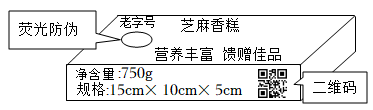 老字号
芝麻香糕
荧光防伪
营养丰富 馈赠佳品
净含量:750g
规格:15cm×10cm×5cm
二维码